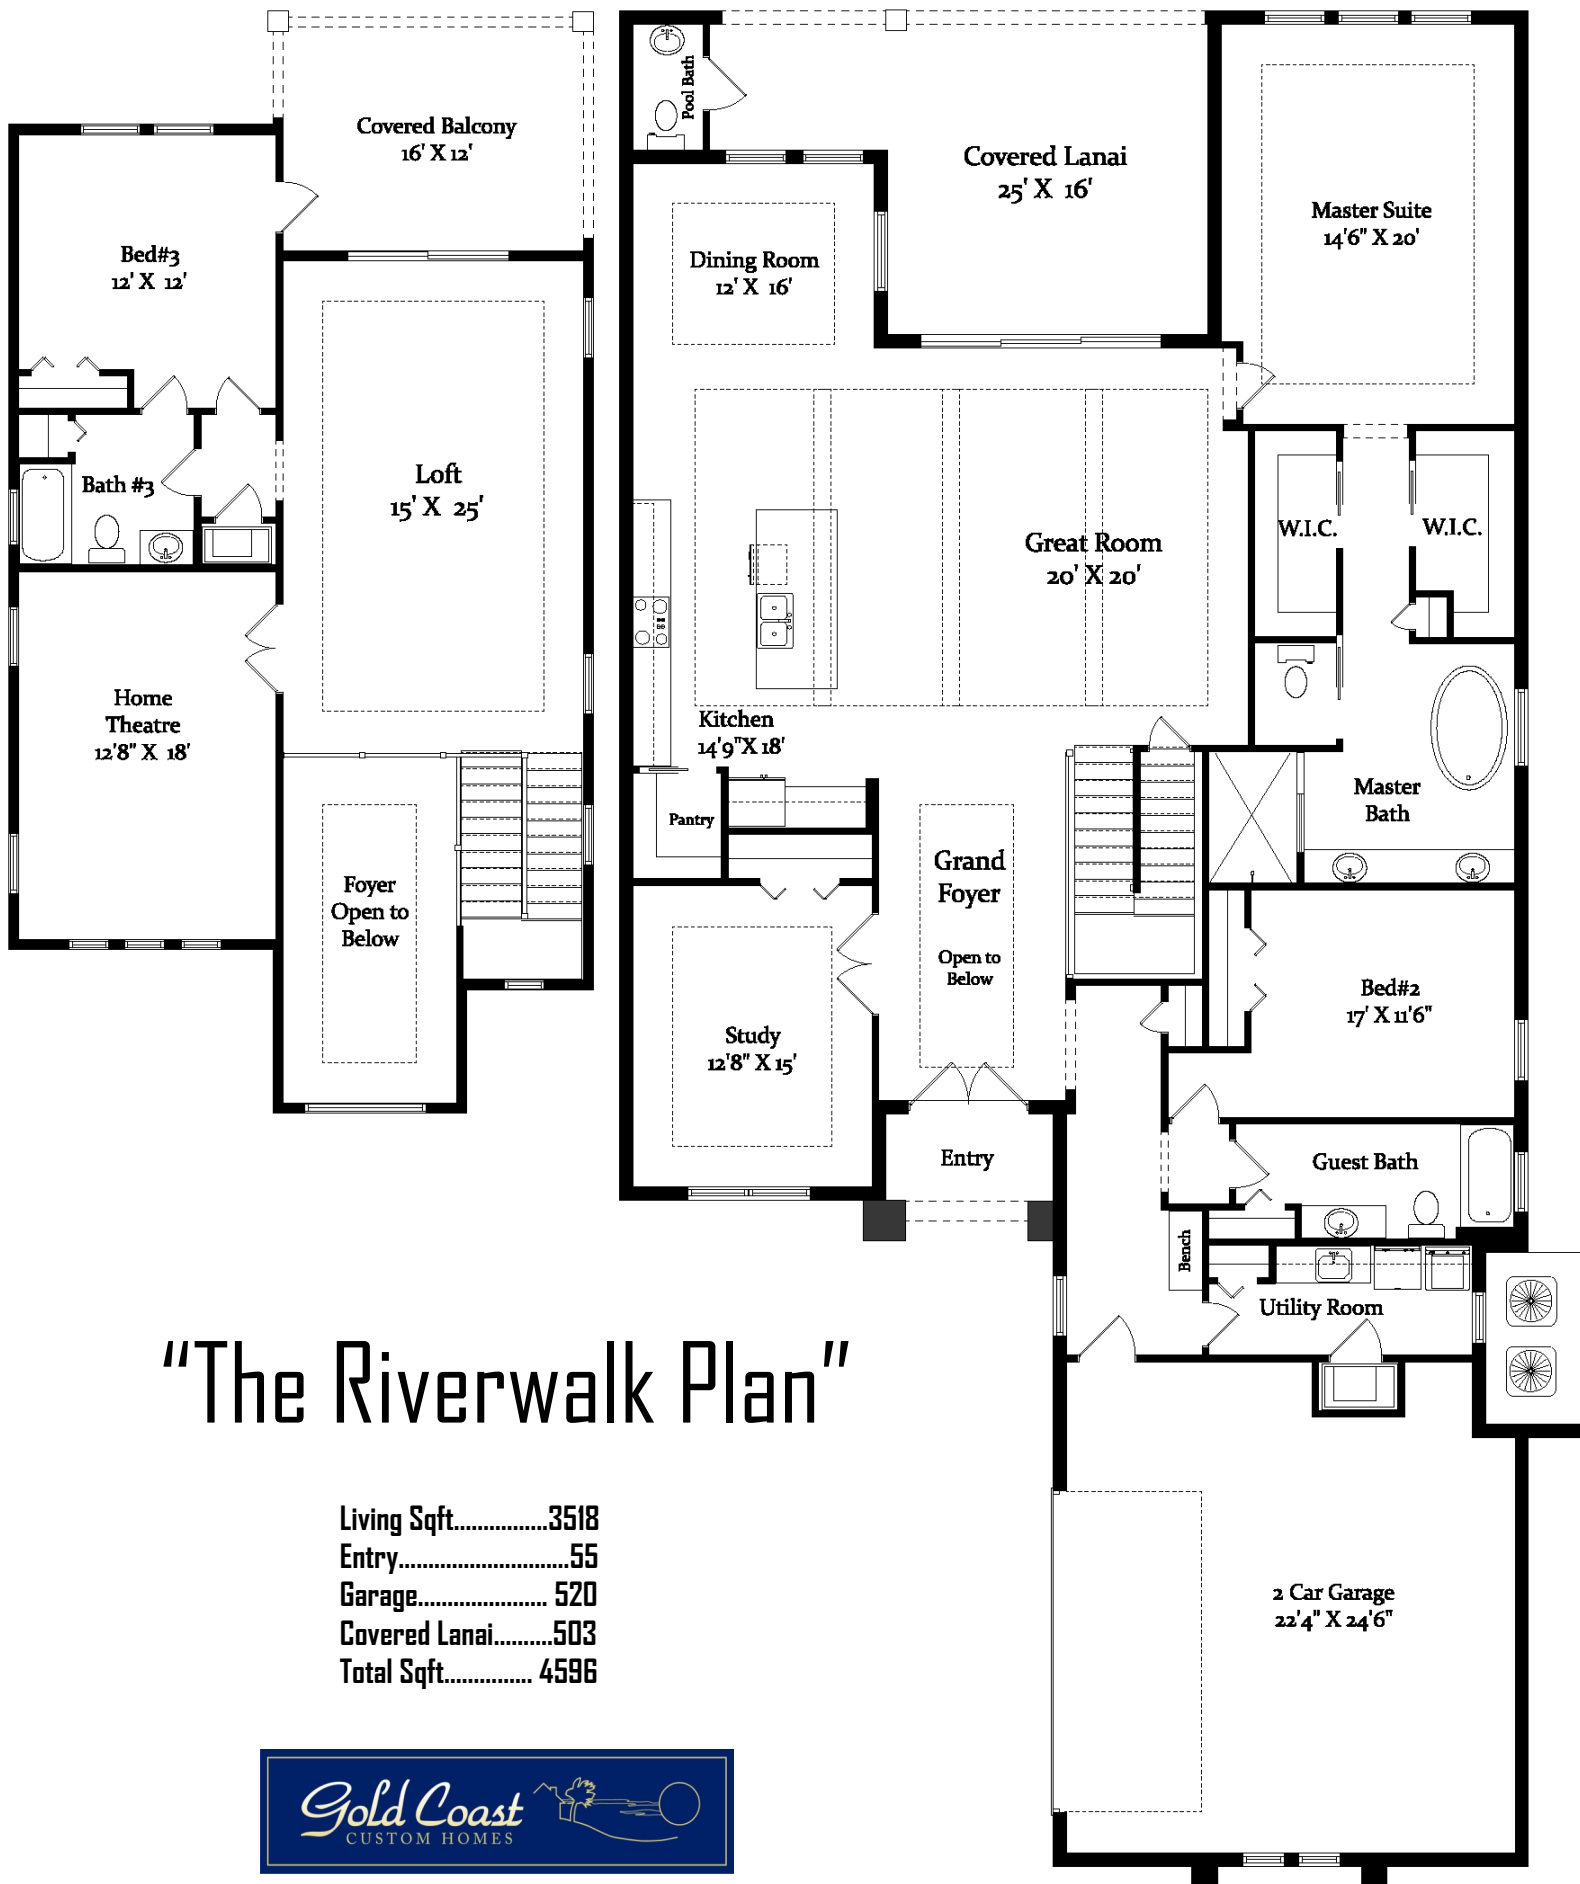 Covered Balcony
16' X 12'
Bed#3
12' X 12'
Bath #3
Loft
15' X 25'
Home
Theatre
12'8" X 18'
Foyer
Open to
Below
Pool Bath
Covered Lanai
25' X 16'
Master Suite
14'6" X 20'
Dining Room
12' X 16'
Great Room
20' X 20'
W.I.C.
W.I.C.
Kitchen
14'9"X 18'
Pantry
Grand
Foyer
Open to
Below
Master
Bath
Study
12'8" X 15'
Bed#2
17' X 11'6"
Entry
Guest Bath
Bench
Utility Room
2 Car Garage
22'4" X 24'6"
"The Riverwalk Plan"
Living Sqft................3518
Entry.............................55
Garage...................... 520
Covered Lanai..........503
Total Sqft............... 4596
Gold Coast
CUSTOM HOMES